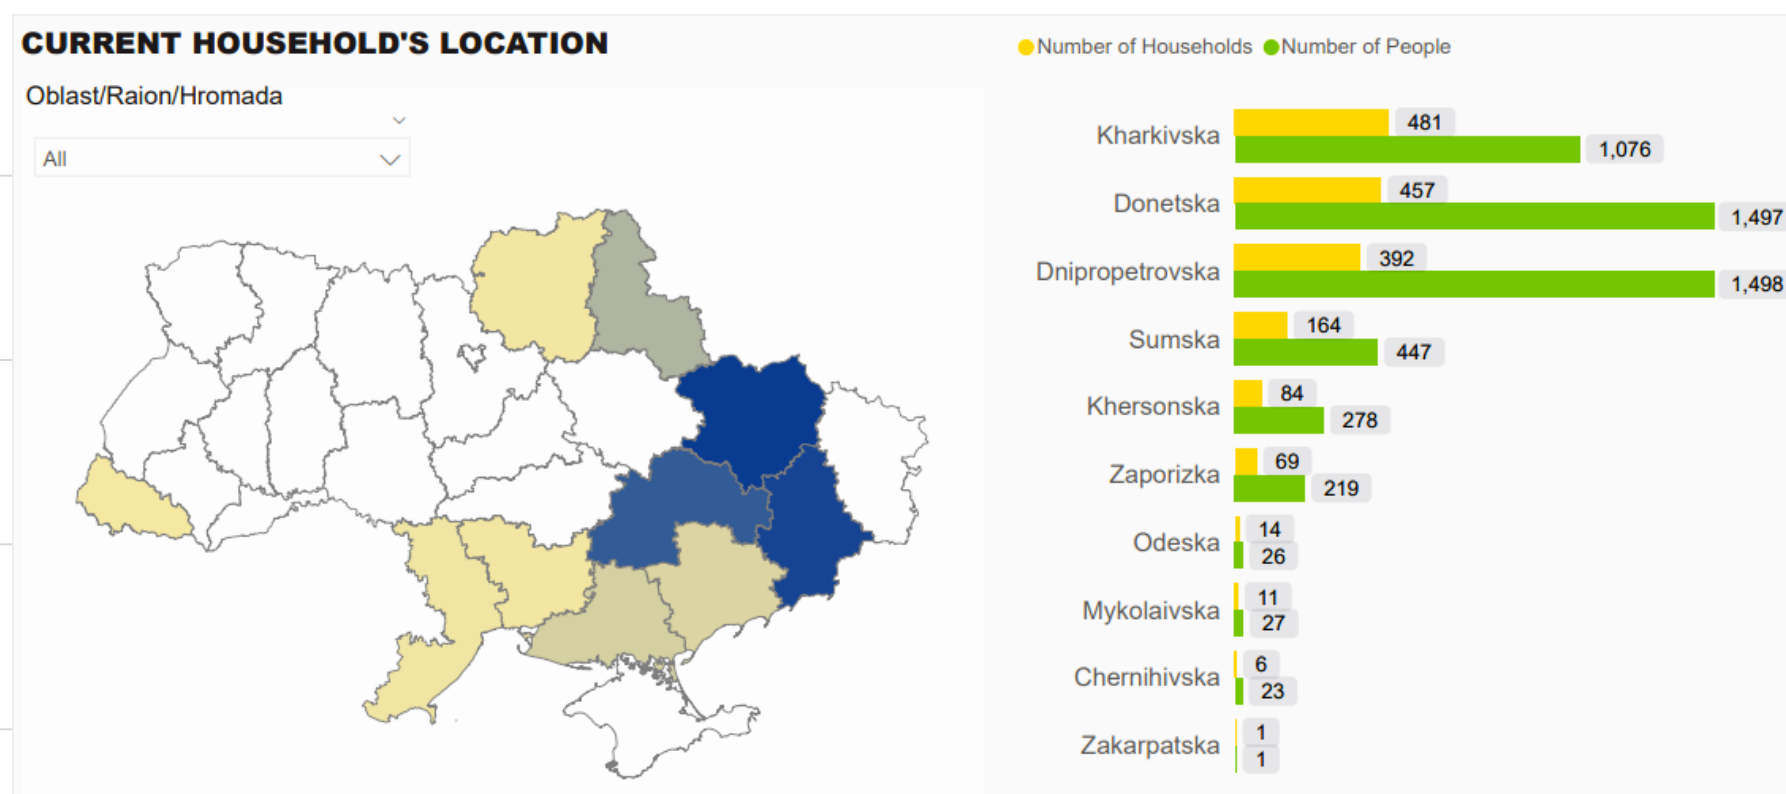 CURRENT HOUSEHOLD'S LOCATION
Oblast/Raion/Hromada
All
Number of Households Number of People
Kharkivska 481 1,076
Donetska 457 1,497
Dnipropetrovska 392 1,498
Sumska 164 447
Khersonska 84 278
Zaporizka 69 219
Odeska 14 26
Mykolaivska 11 27
Chernihivska 6 23
Zakarpatska 1 1